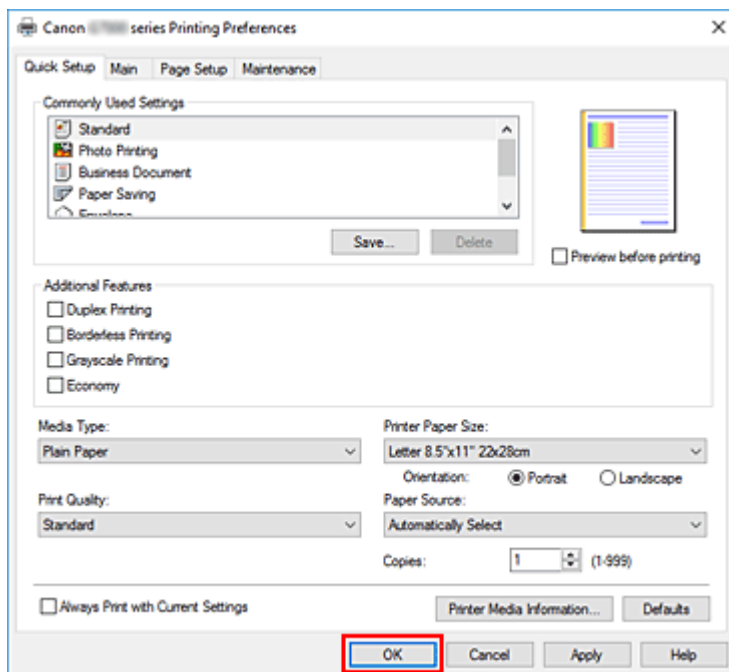 Canon series Printing Preferences
Quick Setup Main Page Setup Maintenance
Commonly Used Settings
Standard
Photo Printing
Business Document
Paper Saving
Envelope
Save... Delete
Preview before printing
Additional Features
Duplex Printing
Borderless Printing
Grayscale Printing
Economy
Media Type: Printer Paper Size:
Plain Paper Letter 8.5"x11" 22x28cm
Orientation: Portrait Landscape
Print Quality: Paper Source:
Standard Automatically Select
Copies: 1 (1-999)
Always Print with Current Settings Printer Media Information... Defaults
OK Cancel Apply Help